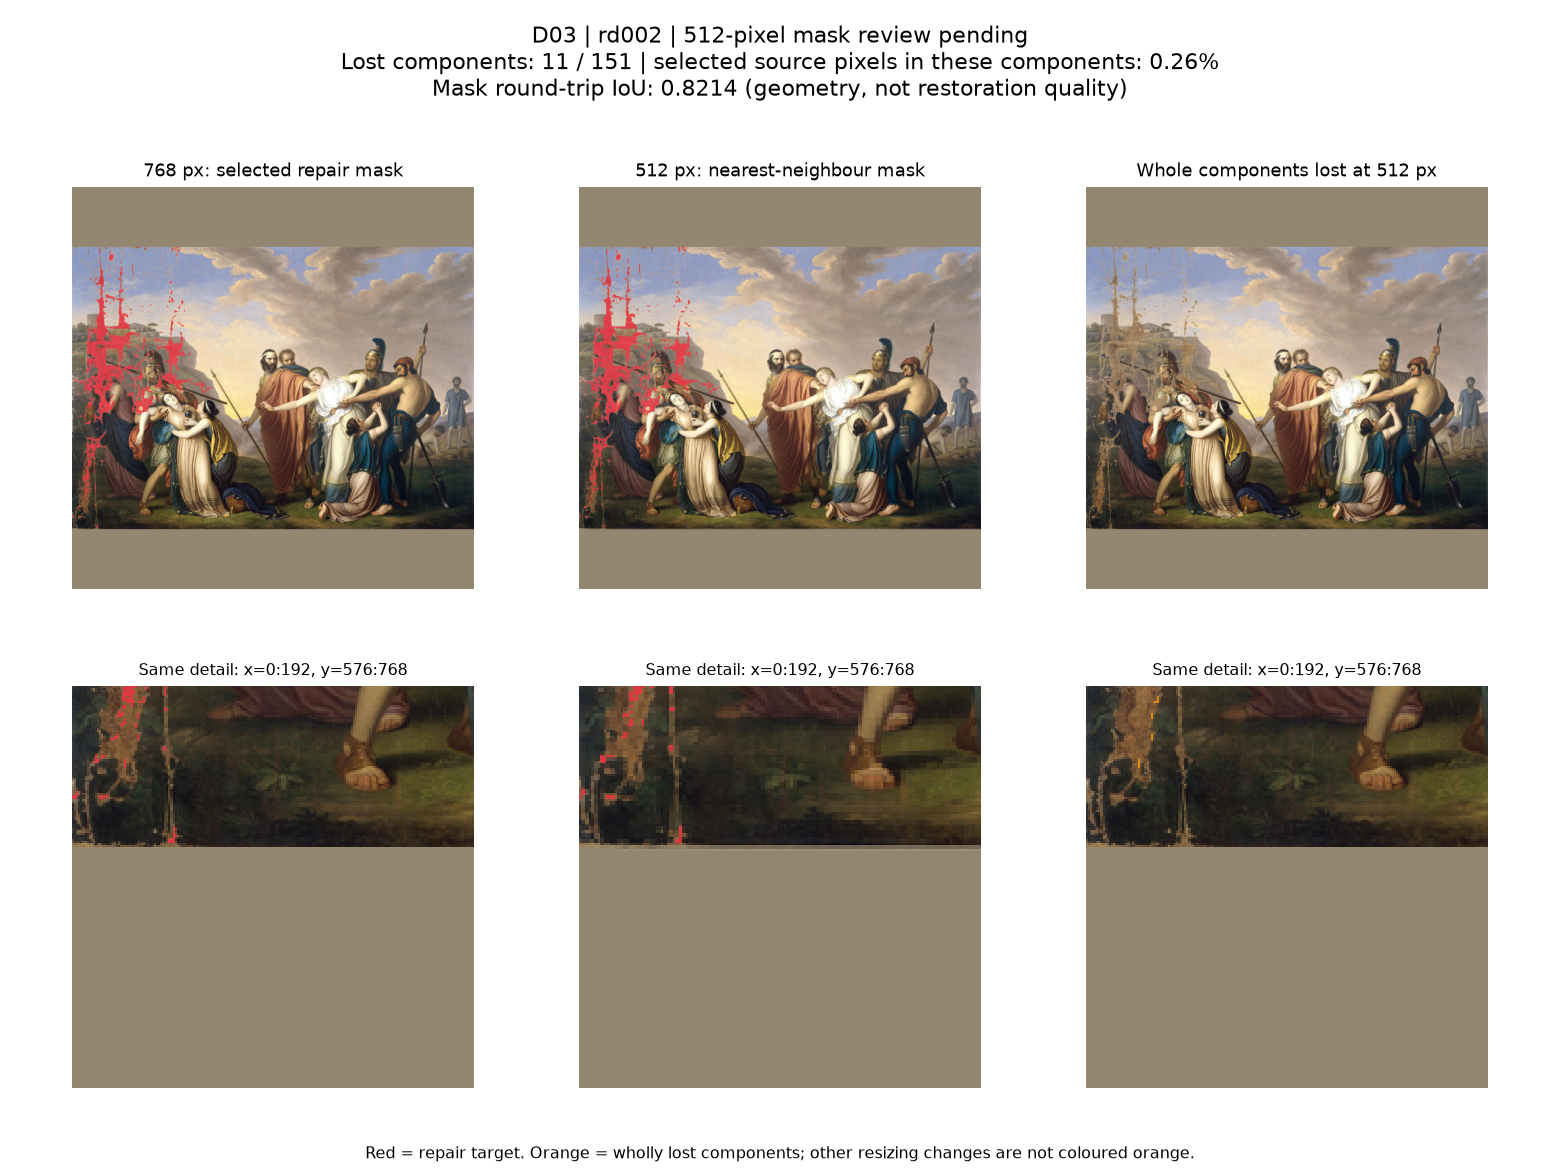 D03 | rd002 | 512-pixel mask review pending
Lost components: 11 / 151 | selected source pixels in these components: 0.26%
Mask round-trip IoU: 0.8214 (geometry, not restoration quality)
768 px: selected repair mask
512 px: nearest-neighbour mask
Whole components lost at 512 px
Same detail: x=0:192, y=576:768
Same detail: x=0:192, y=576:768
Same detail: x=0:192, y=576:768
Red = repair target. Orange = wholly lost components; other resizing changes are not coloured orange.